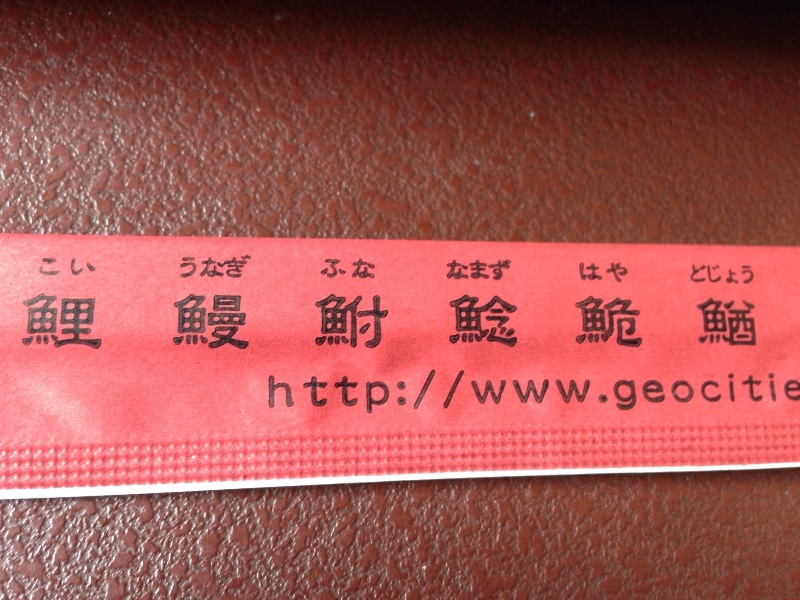 こい うなぎ ふな なまず はや どじょう
鯉 鰻 鮒 鯰 鮠 鰌
http://www.geocitie